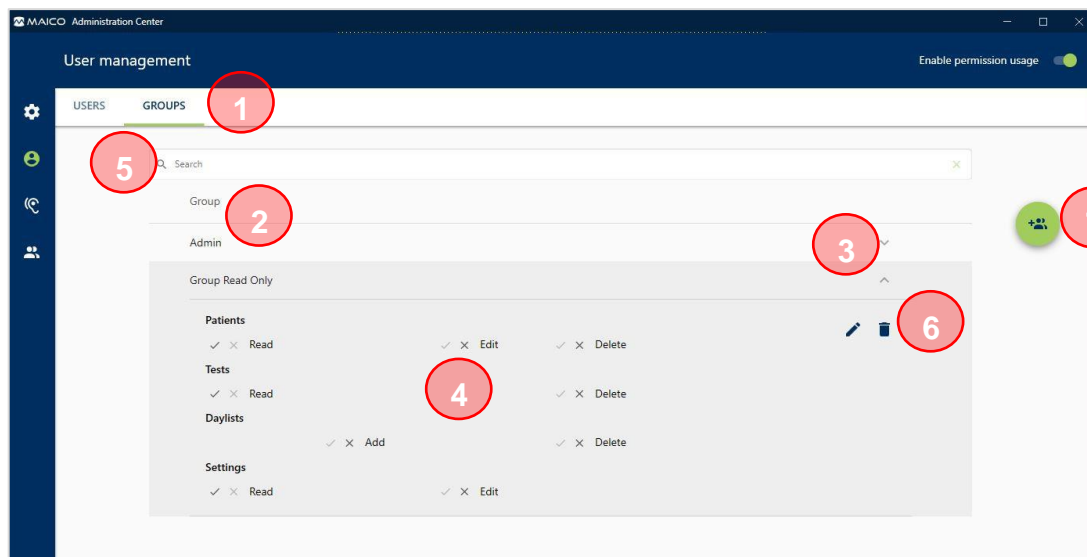 MAICO Administration Center
User management
Enable permission usage
USERS GROUPS 1
5 Search
Group 2
Admin 3
Group Read Only
Patients
6
Read Edit Delete
Tests
Read 4 Delete
Daylists
Add Delete
Settings
Read Edit